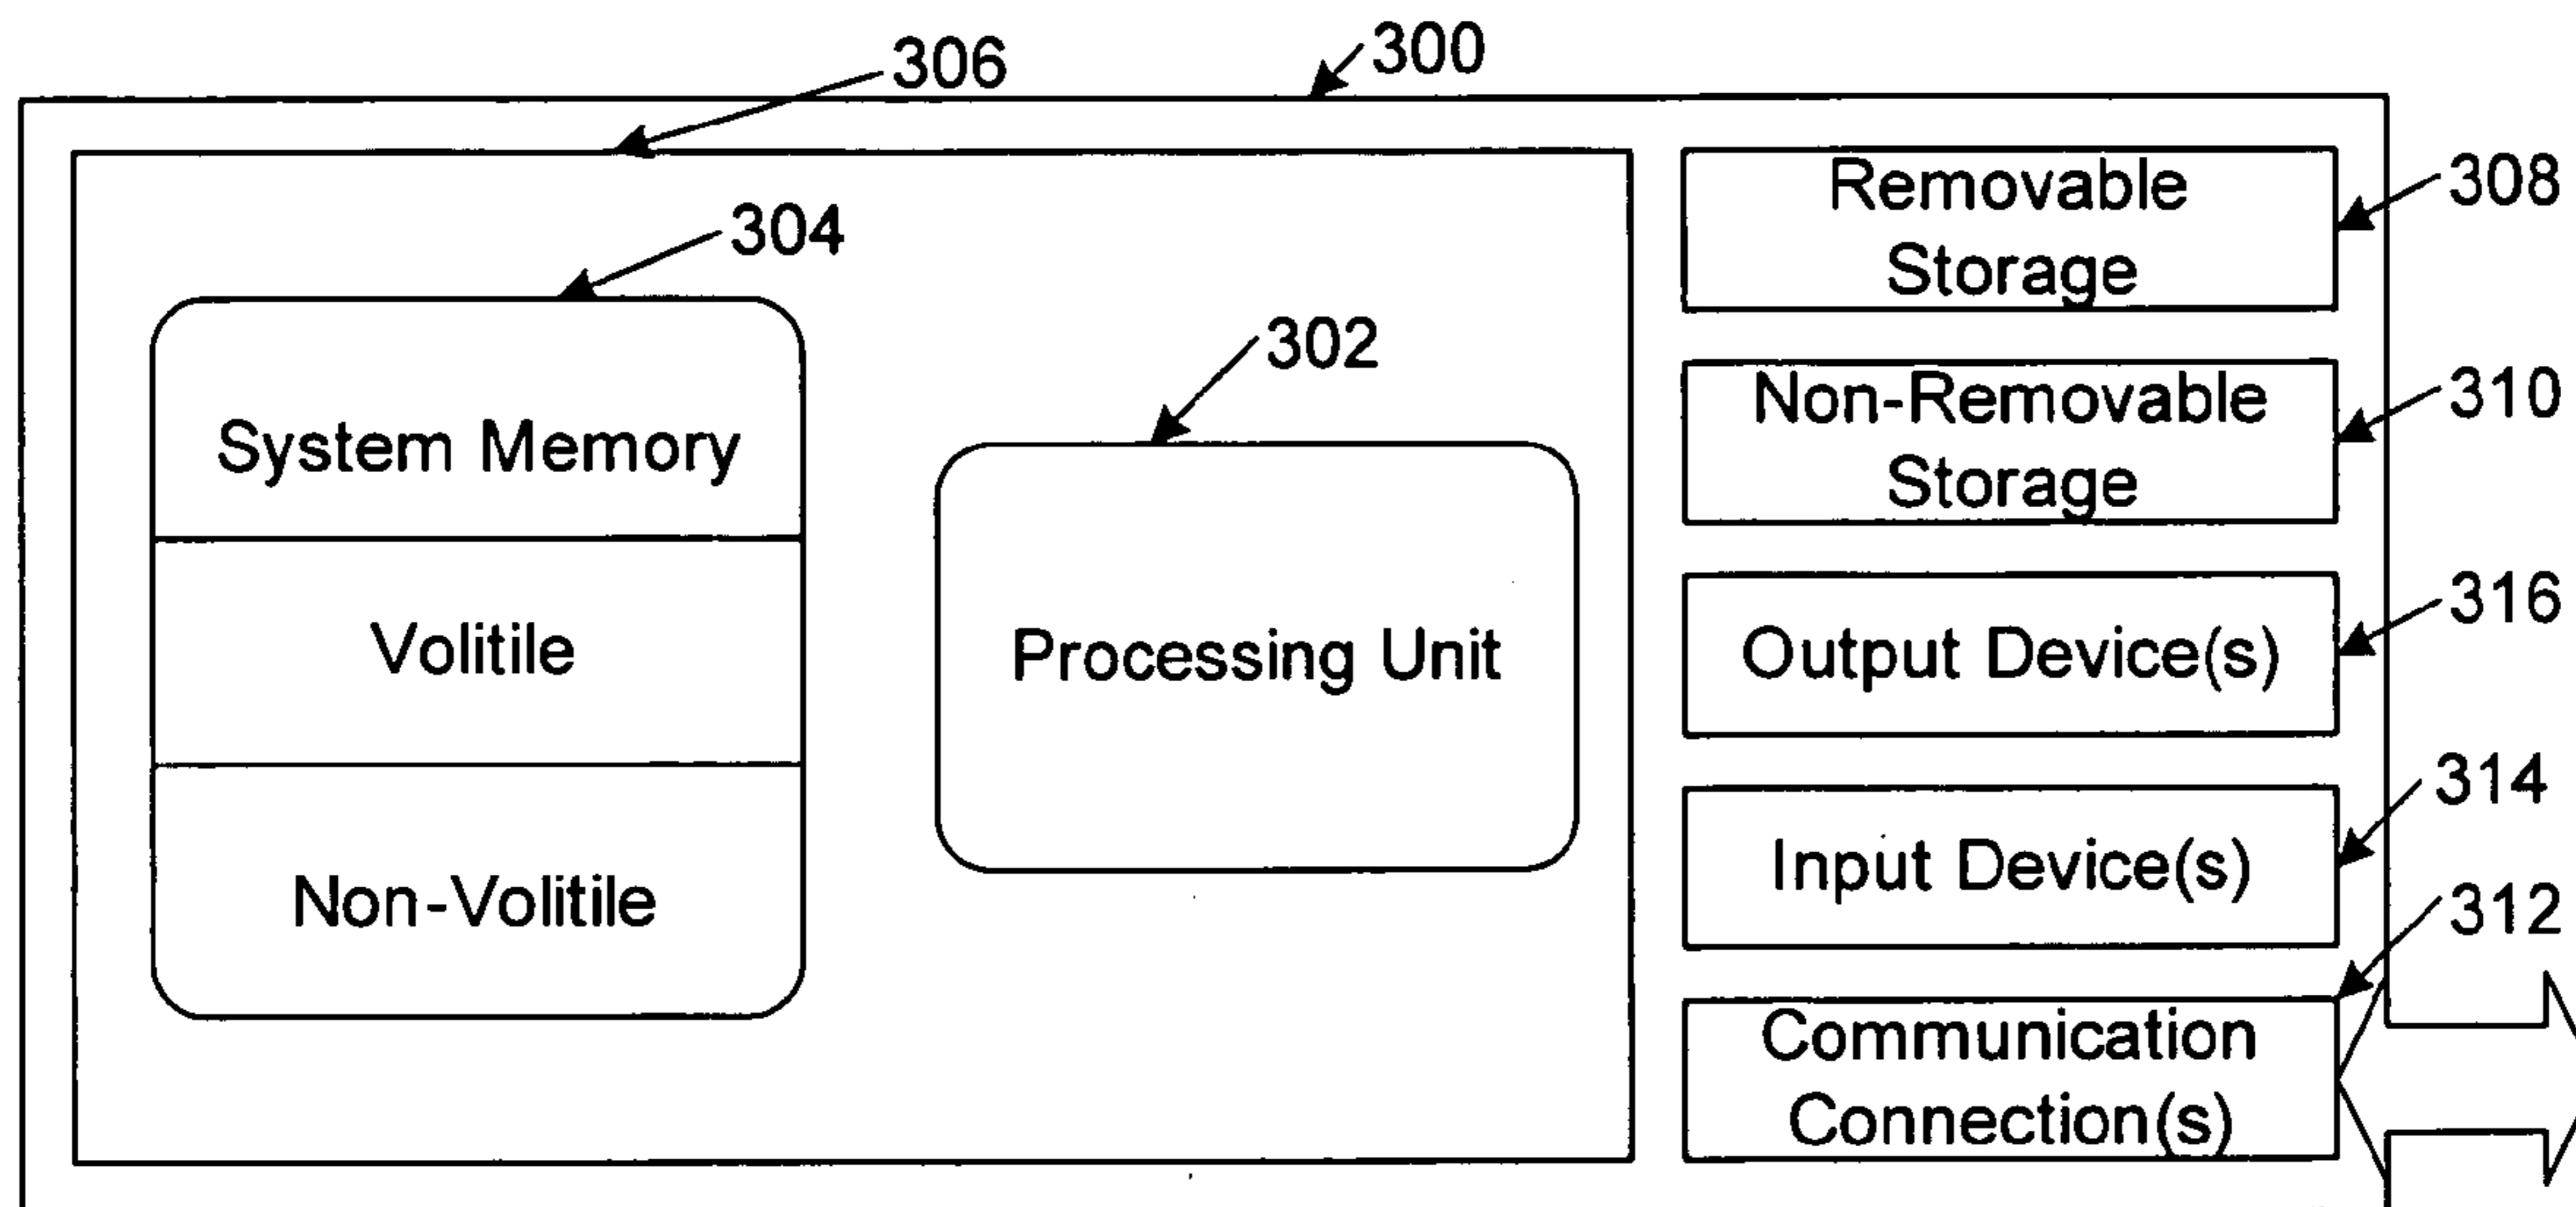 306
300
304
System Memory
Volitile
Non-Volitile
302
Processing Unit
Removable
Storage
308
Non-Removable
Storage
310
Output Device(s)
316
Input Device(s)
314
Communication
Connection(s)
312